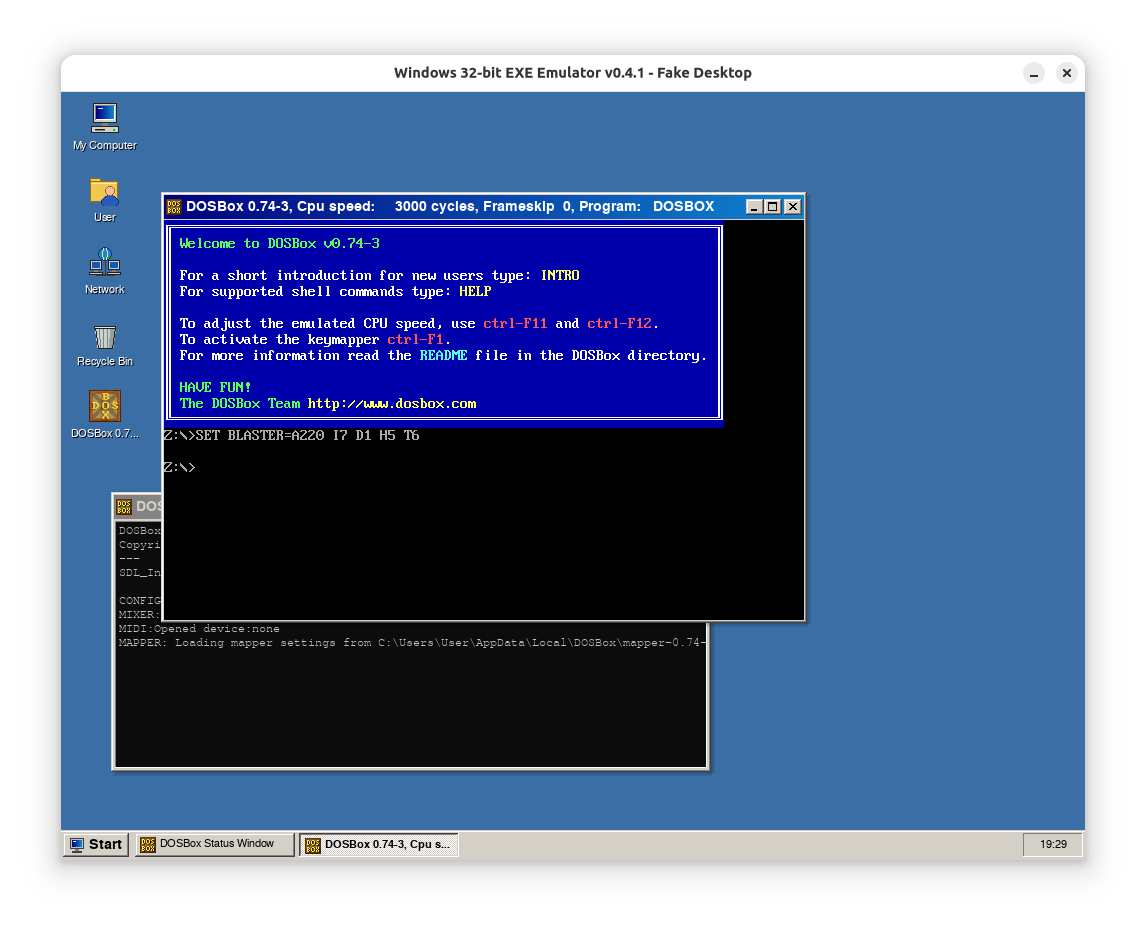 Windows 32-bit EXE Emulator v0.4.1 - Fake Desktop
My Computer
User
Network
Recycle Bin
DOSBox 0.7...
DOSBox 0.74-3, Cpu speed:    3000 cycles, Frameskip  0, Program:   DOSBOX
Welcome to DOSBox v0.74-3
For a short introduction for new users type: INTRO
For supported shell commands type: HELP
To adjust the emulated CPU speed, use ctrl-F11 and ctrl-F12.
To activate the keymapper ctrl-F1.
For more information read the README file in the DOSBox directory.
HAVE FUN!
The DOSBox Team http://www.dosbox.com
Z:\>SET BLASTER=A220 I7 D1 H5 T6
Z:\>
DOS
DOSBox
Copyri
---
SDL_In
CONFIG
MIXER:
MIDI:Opened device:none
MAPPER: Loading mapper settings from C:\Users\User\AppData\Local\DOSBox\mapper-0.74-
Start
DOSBox Status Window
DOSBox 0.74-3, Cpu s...
19:29